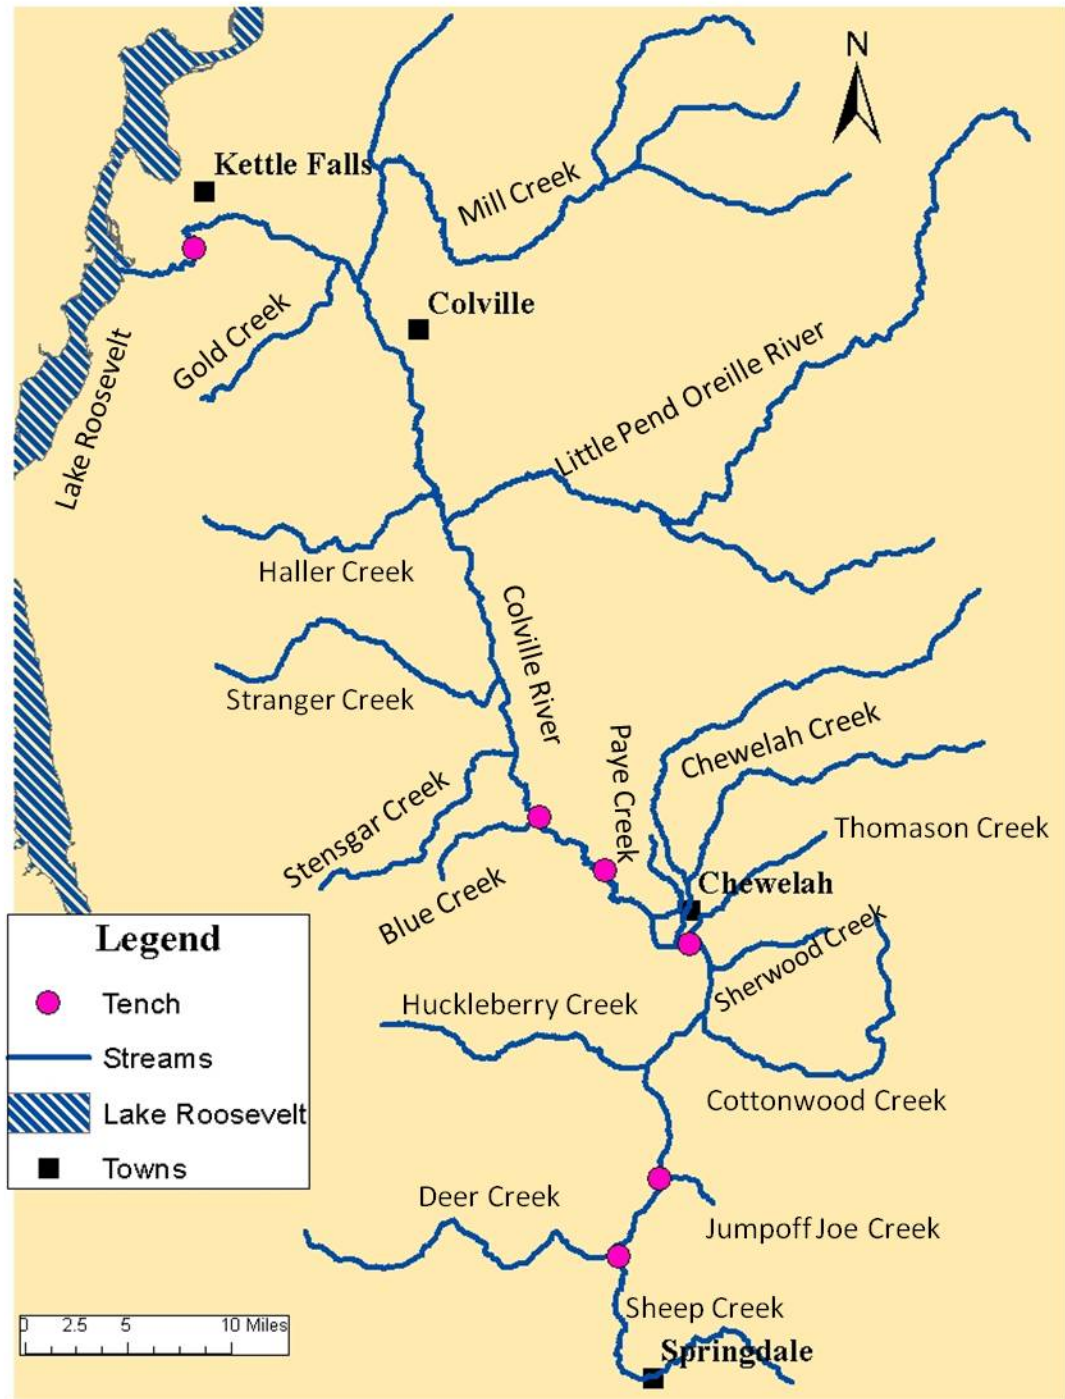 N
Kettle Falls
Mill Creek
Colville
Gold Creek
Lake Roosevelt
Little Pend Oreille River
Haller Creek
Colville River
Stranger Creek
Paye Creek
Chewelah Creek
Stensgar Creek
Thomason Creek
Blue Creek
Chewelah
Legend
Tench
Streams
Lake Roosevelt
Towns
Sherwood Creek
Huckleberry Creek
Cottonwood Creek
Deer Creek
Jumpoff Joe Creek
Sheep Creek
Springdale
0 2.5 5 10 Miles